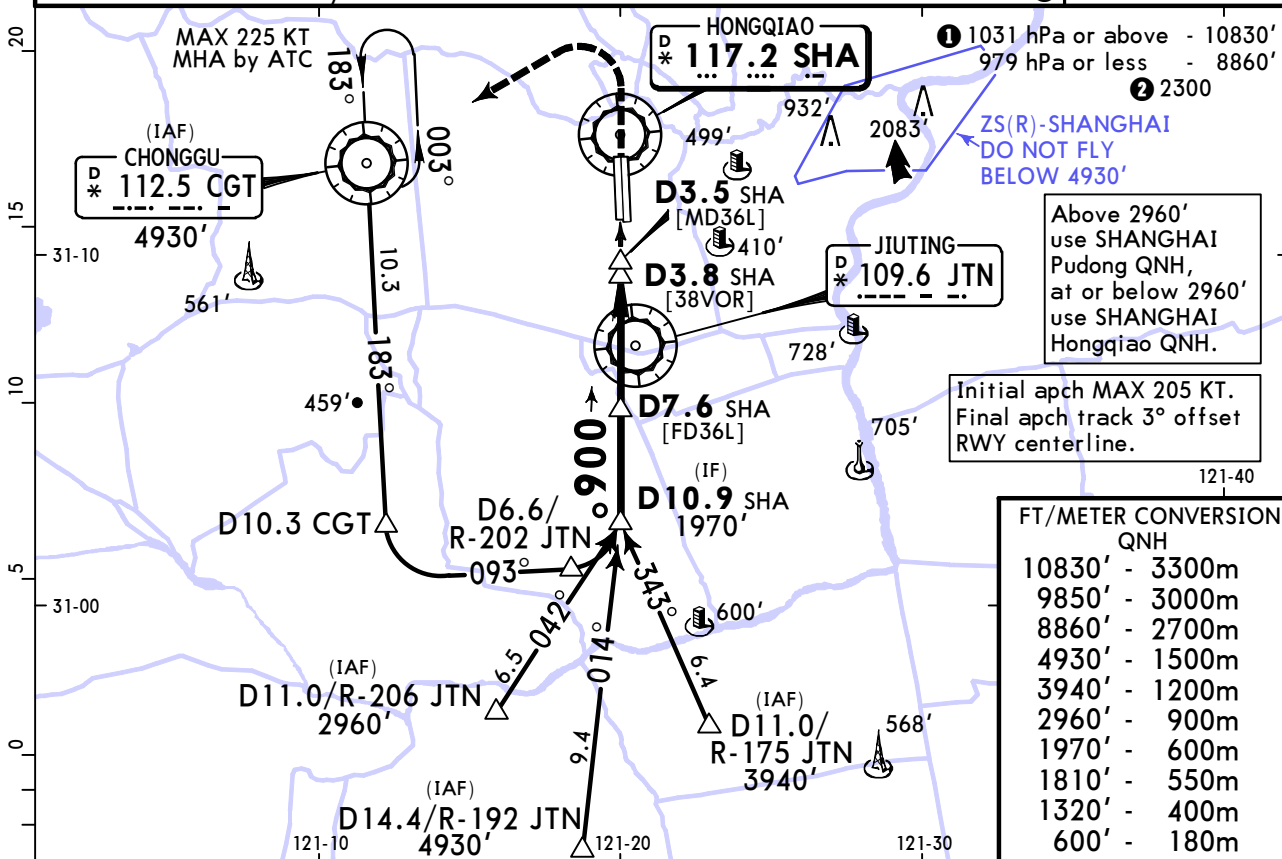 20
MAX 225 KT
MHA by ATC
183°
003°
HONGQIAO
D
* 117.2 SHA
❶ 1031 hPa or above - 10830'
979 hPa or less - 8860'
❷ 2300
932'
2083'
499'
ZS(R)-SHANGHAI
DO NOT FLY
BELOW 4930'
(IAF)
CHONGGU
D
* 112.5 CGT
4930'
D3.5 SHA
[MD36L]
15
31-10
561'
10.3
410'
D3.8 SHA
[38VOR]
JIUTING
D
* 109.6 JTN
Above 2960'
use SHANGHAI
Pudong QNH,
at or below 2960'
use SHANGHAI
Hongqiao QNH.
728'
183°
10
459'
006°
D7.6 SHA
[FD36L]
705'
Initial apch MAX 205 KT.
Final apch track 3° offset
RWY centerline.
121-40
(IF)
D10.9 SHA
1970'
D10.3 CGT
D6.6/
R-202 JTN
093°
5
31-00
042°
6.5
014°
343°
6.4
600'
(IAF)
D11.0/R-206 JTN
2960'
(IAF)
D11.0/
R-175 JTN
3940'
568'
0
9.4
(IAF)
D14.4/R-192 JTN
4930'
121-10
121-20
121-30
FT/METER CONVERSION
QNH
10830' - 3300m
9850' - 3000m
8860' - 2700m
4930' - 1500m
3940' - 1200m
2960' - 900m
1970' - 600m
1810' - 550m
1320' - 400m
600' - 180m